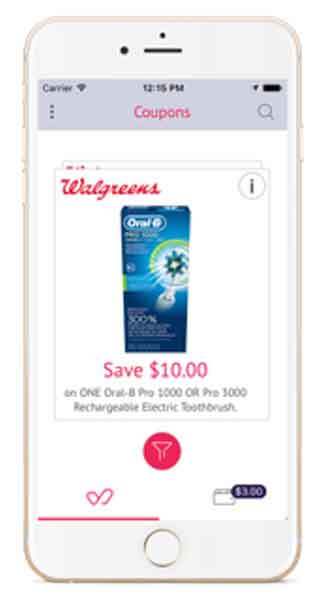 Carrier 12:15 PM
Coupons
Walgreens
i
Oral-B
PRO 1000
300%
Save $10.00
on ONE Oral-B Pro 1000 OR Pro 3000
Rechargeable Electric Toothbrush.
$3.00